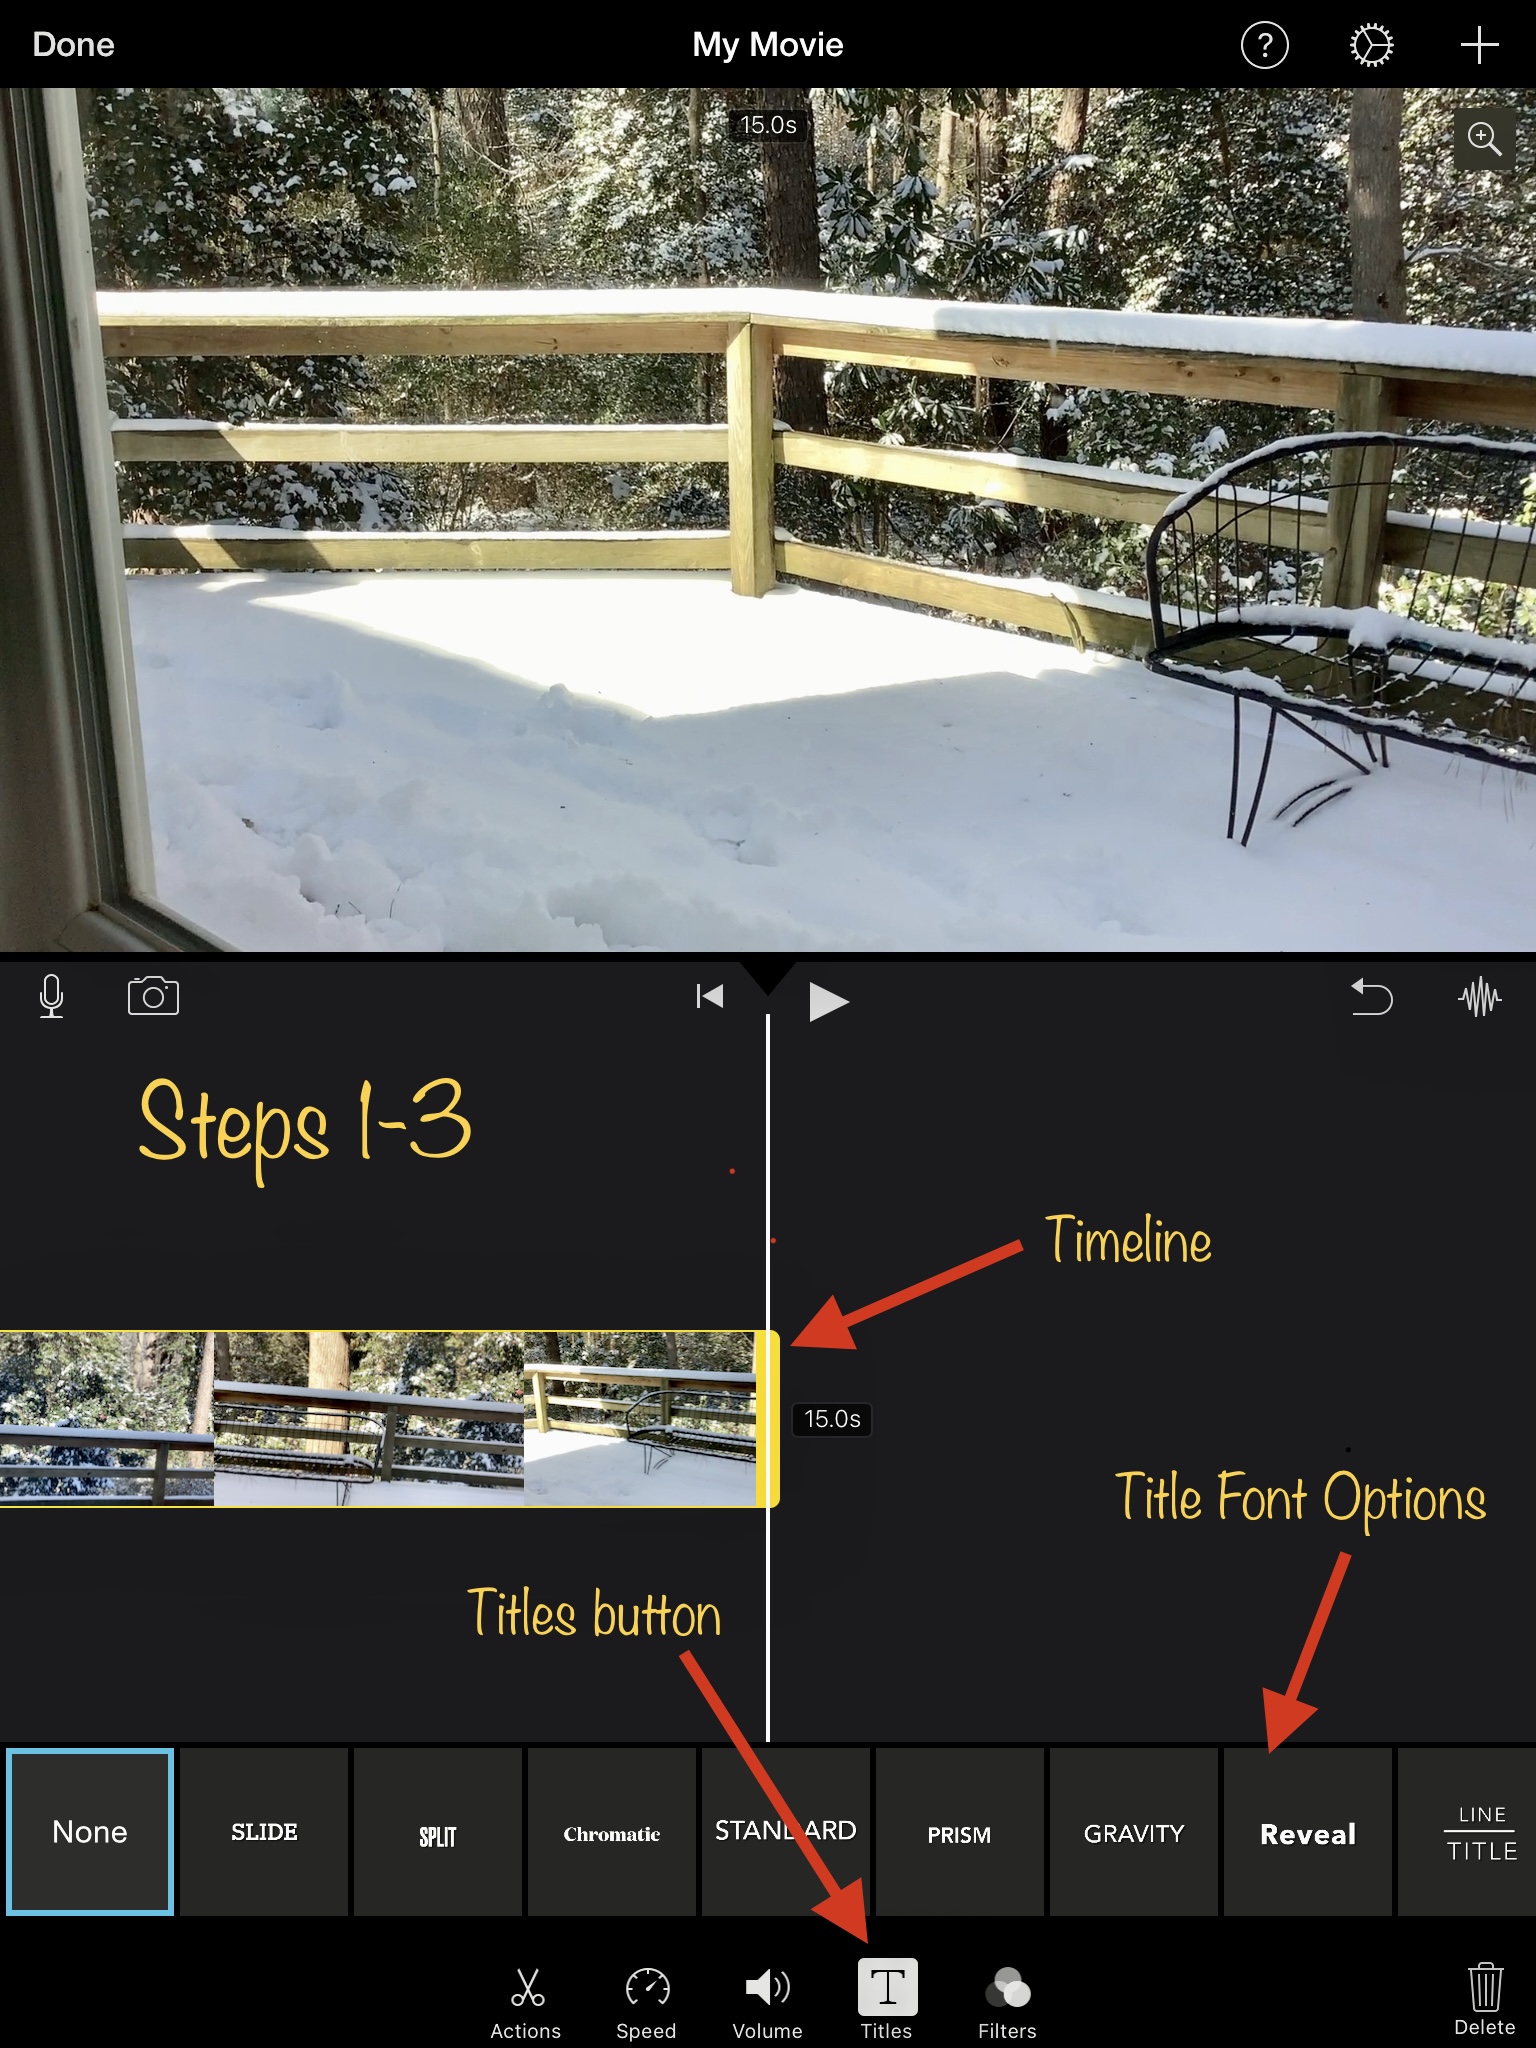 Done
My Movie
?
15.0s
Steps 1-3
Timeline
15.0s
Title Font Options
Titles button
None
SLIDE
SPLIT
Chromatic
STANDARD
PRISM
GRAVITY
Reveal
LINE
TITLE
T
Actions
Speed
Volume
Titles
Filters
Delete